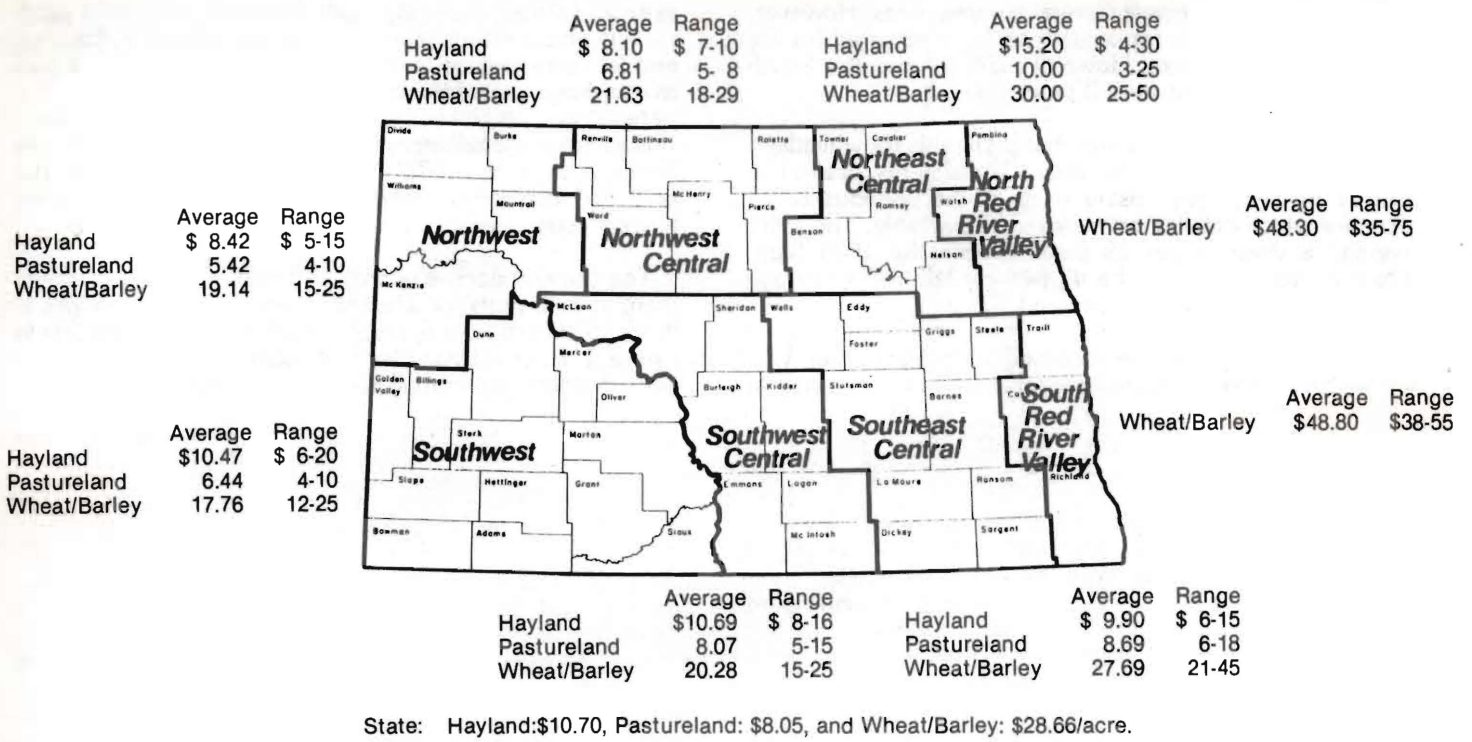 Average Range
Hayland $ 8.10 $ 7-10
Pastureland 6.81 5- 8
Wheat/Barley 21.63 18-29
Average Range
Hayland $15.20 $ 4-30
Pastureland 10.00 3-25
Wheat/Barley 30.00 25-50
Average Range
Hayland $ 8.42 $ 5-15
Pastureland 5.42 4-10
Wheat/Barley 19.14 15-25
Average Range
Wheat/Barley $48.30 $35-75
Divide
Burke
Renville
Bottineau
Rolette
Towner
Cavalier
Pembina
Williams
Mountrail
Ward
McHenry
Pierce
Benson
Ramsey
Walsh
Nelson
Northwest
Northwest
Central
Northeast
Central
North
Red
River
Valley
McKenzie
Dunn
McLean
Sheridan
Wells
Eddy
Foster
Griggs
Steele
Traill
Mercer
Golden
Valley
Billings
Oliver
Burleigh
Kidder
Stutsman
Barnes
Stark
Morton
Southwest
Southwest
Central
Southeast
Central
South
Red
River
Valley
Slope
Hettinger
Grant
Emmons
Logan
La Moure
Ransom
Richland
Bowman
Adams
Sioux
Mc Intosh
Dickey
Sargent
Average Range
Hayland $10.47 $ 6-20
Pastureland 6.44 4-10
Wheat/Barley 17.76 12-25
Average Range
Wheat/Barley $48.80 $38-55
Average Range
Hayland $10.69 $ 8-16
Pastureland 8.07 5-15
Wheat/Barley 20.28 15-25
Average Range
Hayland $ 9.90 $ 6-15
Pastureland 8.69 6-18
Wheat/Barley 27.69 21-45
State: Hayland:$10.70, Pastureland: $8.05, and Wheat/Barley: $28.66/acre.